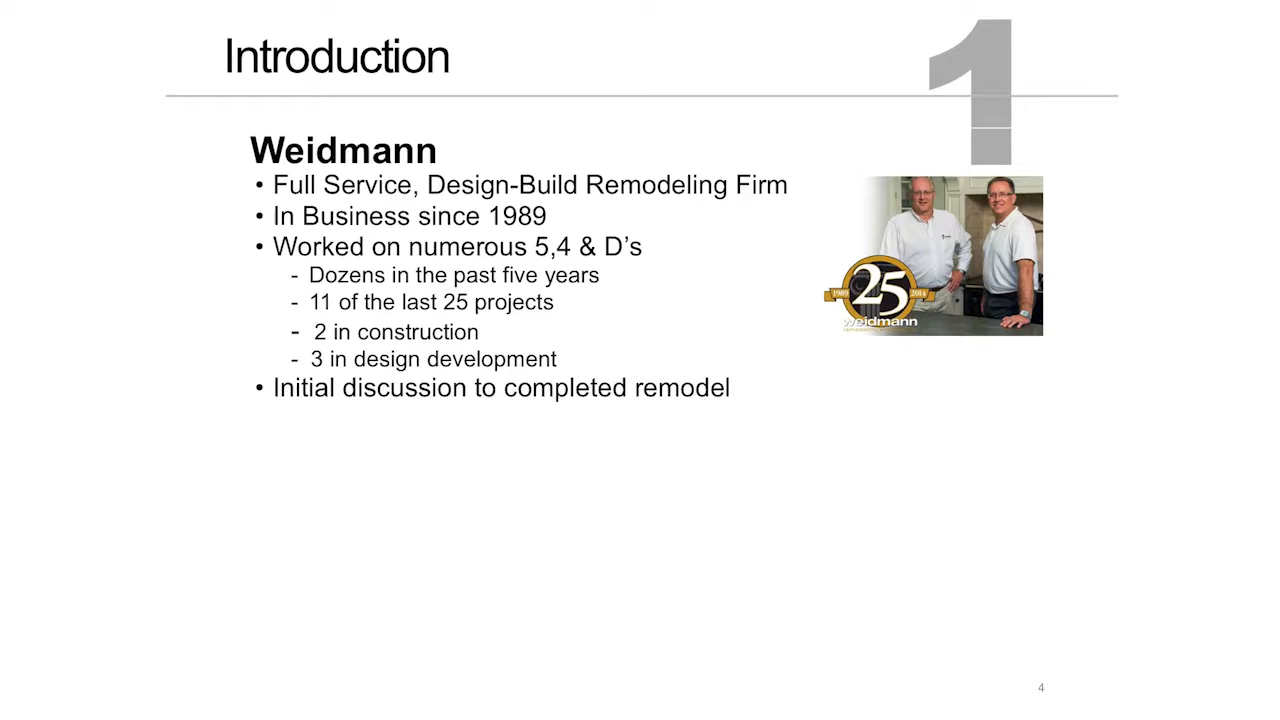 Introduction
1
Weidmann
• Full Service, Design-Build Remodeling Firm
• In Business since 1989
• Worked on numerous 5,4 & D’s
- Dozens in the past five years
- 11 of the last 25 projects
- 2 in construction
- 3 in design development
• Initial discussion to completed remodel
1989 25 2014
weidmann
4